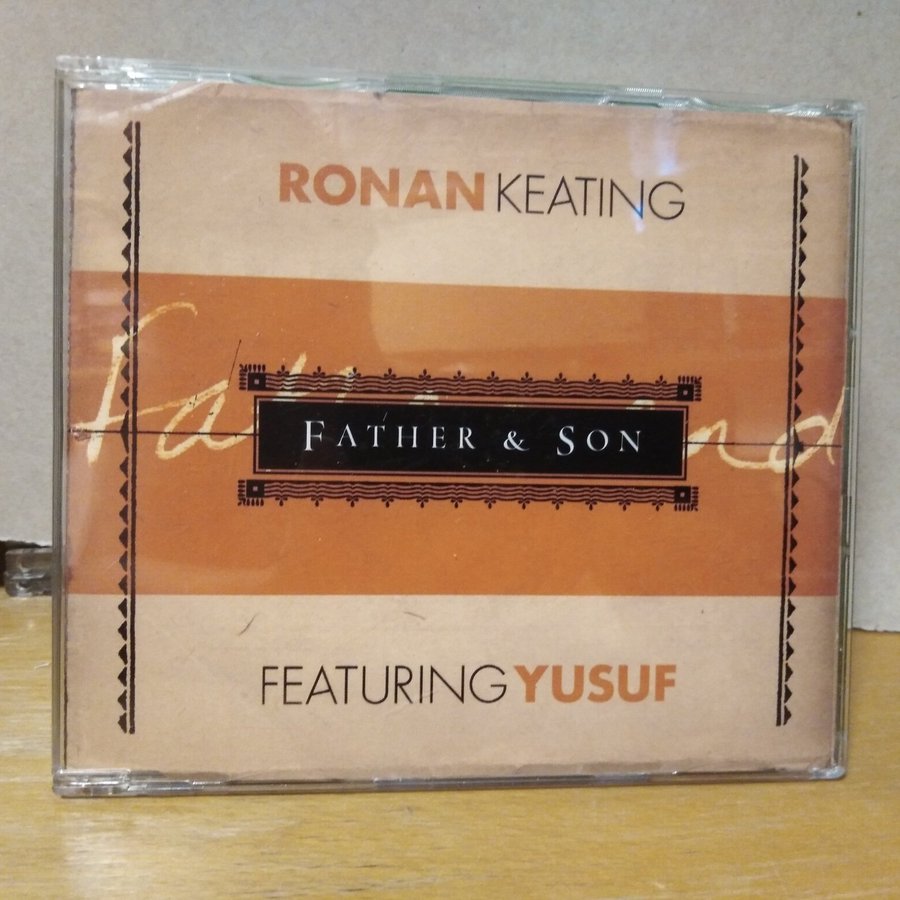 RONAN KEATING
FATHER & SON
FEATURING YUSUF